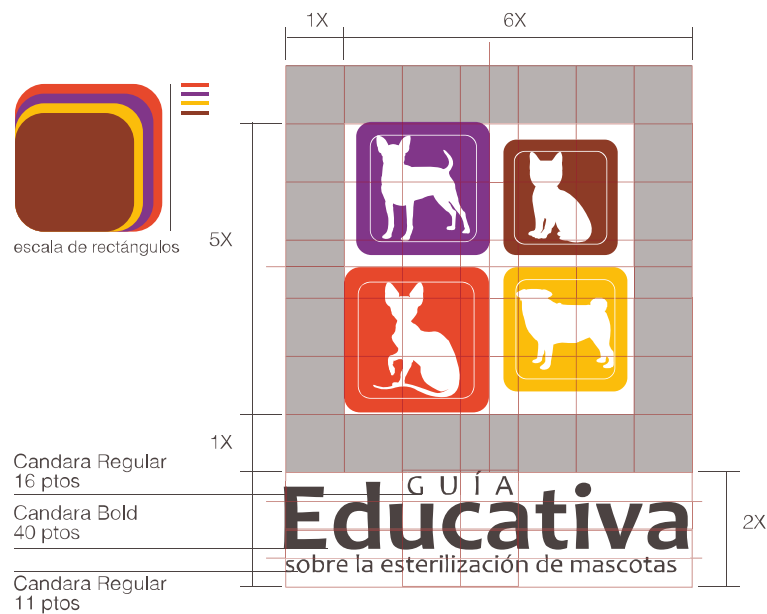 1X
6X
escala de rectángulos
5X
1X
Candara Regular
16 ptos
GUÍA
Candara Bold
40 ptos
Educativa
2X
sobre la esterilización de mascotas
Candara Regular
11 ptos